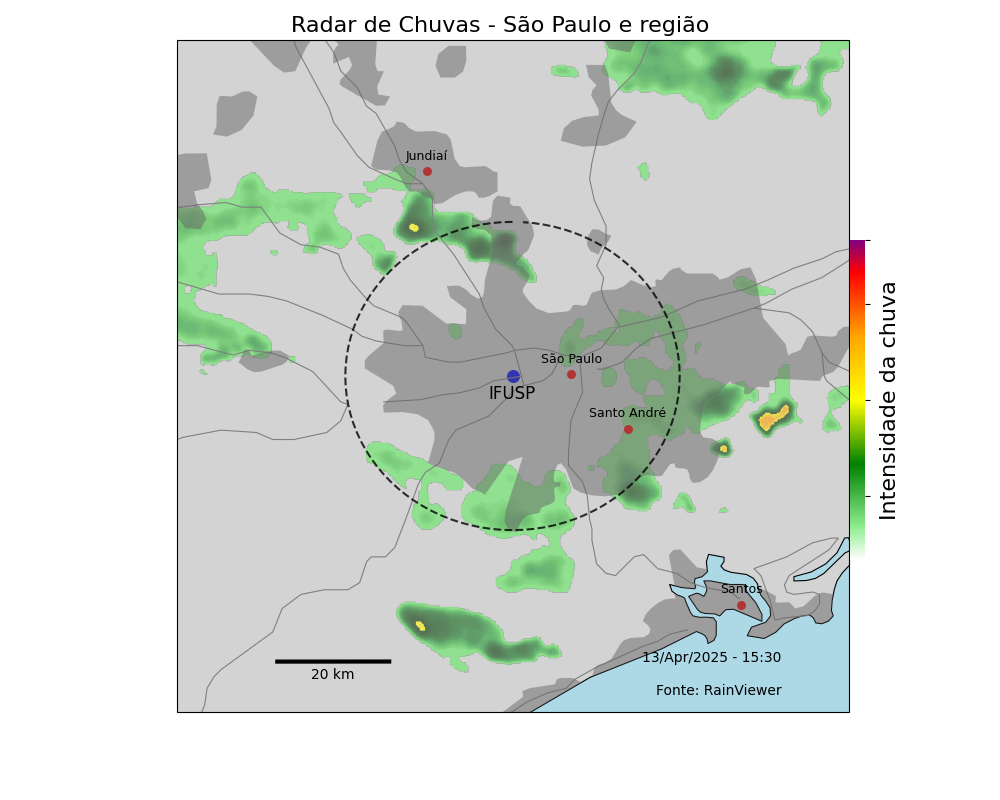 Radar de Chuvas - São Paulo e região
Jundiaí
São Paulo
IFUSP
Santo André
Intensidade da chuva
Santos
13/Apr/2025 - 15:30
20 km
Fonte: RainViewer